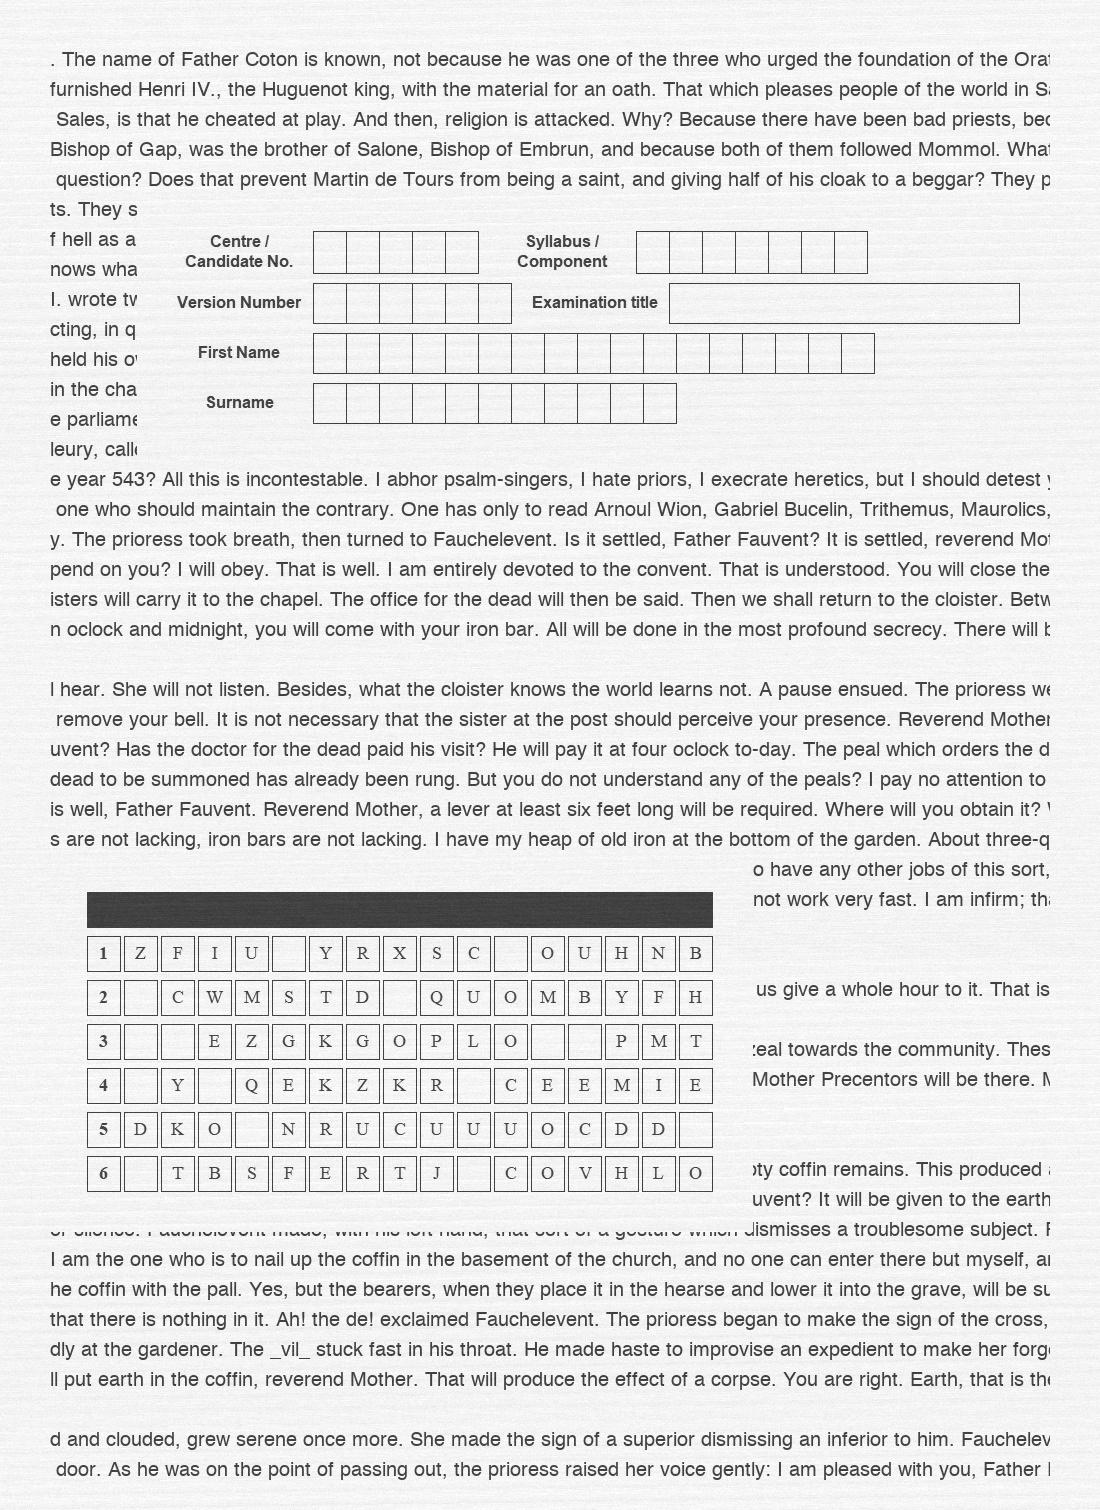 . The name of Father Coton is known, not because he was one of the three who urged the foundation of the
furnished Henri IV., the Huguenot king, with the material for an oath. That which pleases people of the world in
Sales, is that he cheated at play. And then, religion is attacked. Why? Because there have been bad priests,
Bishop of Gap, was the brother of Salone, Bishop of Embrun, and because both of them followed Mommol. What
question? Does that prevent Martin de Tours from being a saint, and giving half of his cloak to a beggar? They p
ts. They s
f hell as a
Centre / Candidate No.
Syllabus / Component
nows wha
I. wrote tw
Version Number
Examination title
cting, in q
held his
First Name
in the cha
Surname
e parliame
leury, calle
e year 543? All this is incontestable. I abhor psalm-singers, I hate priors, I execrate heretics, but I should detest
one who should maintain the contrary. One has only to read Arnoul Wion, Gabriel Bucelin, Trithemus, Maurolics,
y. The prioress took breath, then turned to Fauchelevent. Is it settled, Father Fauvent? It is settled, reverend Mot
pend on you? I will obey. That is well. I am entirely devoted to the convent. That is understood. You will close the
isters will carry it to the chapel. The office for the dead will then be said. Then we shall return to the cloister. Betw
n oclock and midnight, you will come with your iron bar. All will be done in the most profound secrecy. There will b
l hear. She will not listen. Besides, what the cloister knows the world learns not. A pause ensued. The prioress we
remove your bell. It is not necessary that the sister at the post should perceive your presence. Reverend Mother
uvent? Has the doctor for the dead paid his visit? He will pay it at four oclock to-day. The peal which orders the d
dead to be summoned has already been rung. But you do not understand any of the peals? I pay no attention to
is well, Father Fauvent. Reverend Mother, a lever at least six feet long will be required. Where will you obtain it?
s are not lacking, iron bars are not lacking. I have my heap of old iron at the bottom of the garden. About three-q
o have any other jobs of this sort,
not work very fast. I am infirm;
1 Z F I U Y R X S C O U H N B
2 C W M S T D Q U O M B Y F H
us give a whole hour to it. That is
3 E Z G K G O P L O P M T
zeal towards the community. Thes
4 Y Q E K Z K R C E E M I E
Mother Precentors will be there.
5 D K O N R U C U U U O C D D
6 T B S F E R T J C O V H L O
pty coffin remains. This produced
uvent? It will be given to the earth
or silence. Fauchelevent made, with his left hand, that sort of a gesture which dismisses a troublesome subject.
I am the one who is to nail up the coffin in the basement of the church, and no one can enter there but myself,
he coffin with the pall. Yes, but the bearers, when they place it in the hearse and lower it into the grave, will be su
that there is nothing in it. Ah! the de! exclaimed Fauchelevent. The prioress began to make the sign of the cross,
dly at the gardener. The _vil_ stuck fast in his throat. He made haste to improvise an expedient to make her forg
ll put earth in the coffin, reverend Mother. That will produce the effect of a corpse. You are right. Earth, that is the
d and clouded, grew serene once more. She made the sign of a superior dismissing an inferior to him. Fauchelev
door. As he was on the point of passing out, the prioress raised her voice gently: I am pleased with you, Father